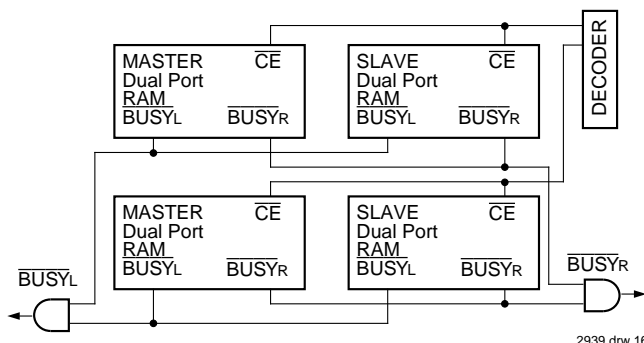 MASTER
Dual Port
RAM
BUSYL
CE
BUSYR
SLAVE
Dual Port
RAM
BUSYL
CE
BUSYR
DECODER
MASTER
Dual Port
RAM
BUSYL
CE
BUSYR
SLAVE
Dual Port
RAM
BUSYL
CE
BUSYR
BUSYL
BUSYR
2939 drw 16